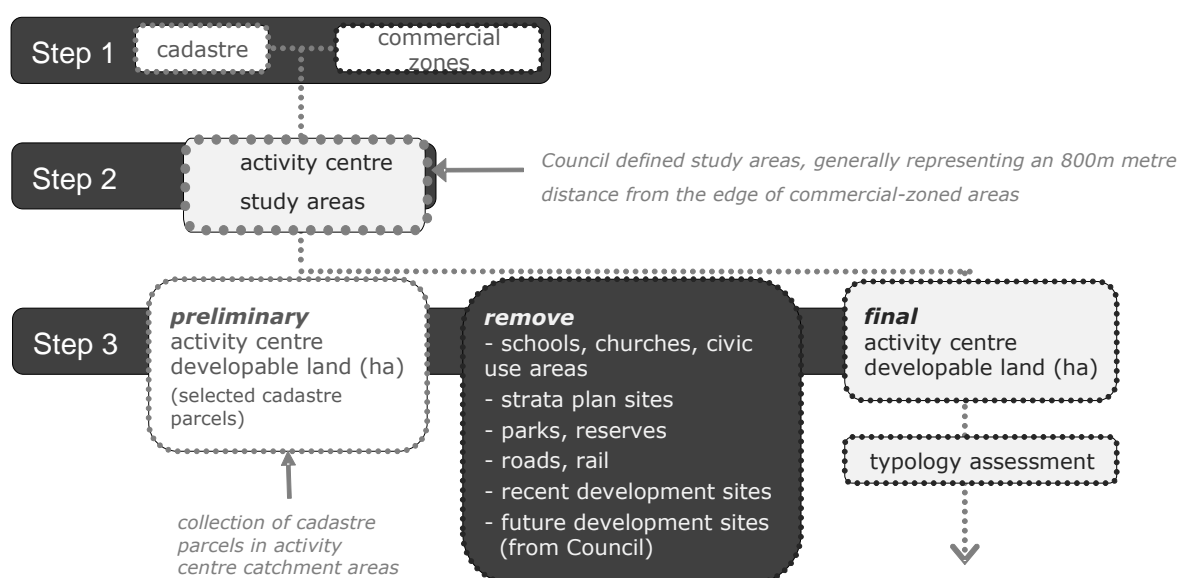 Step 1
cadastre
commercial
zones
Step 2
activity centre
study areas
Council defined study areas, generally representing an 800m metre
distance from the edge of commercial-zoned areas
Step 3
preliminary
activity centre
developable land (ha)
(selected cadastre
parcels)
remove
- schools, churches, civic
use areas
- strata plan sites
- parks, reserves
- roads, rail
- recent development sites
- future development sites
(from Council)
final
activity centre
developable land (ha)
typology assessment
collection of cadastre
parcels in activity
centre catchment areas